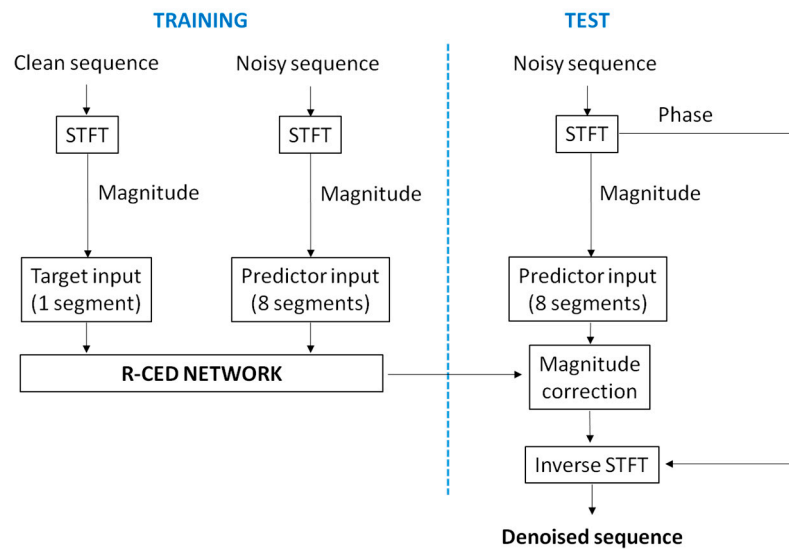 TRAINING
Clean sequence
Noisy sequence
STFT
STFT
Magnitude
Magnitude
Target input
(1 segment)
Predictor input
(8 segments)
R-CED NETWORK
TEST
Noisy sequence
STFT
Phase
Magnitude
Predictor input
(8 segments)
Magnitude
correction
Inverse STFT
Denoised sequence